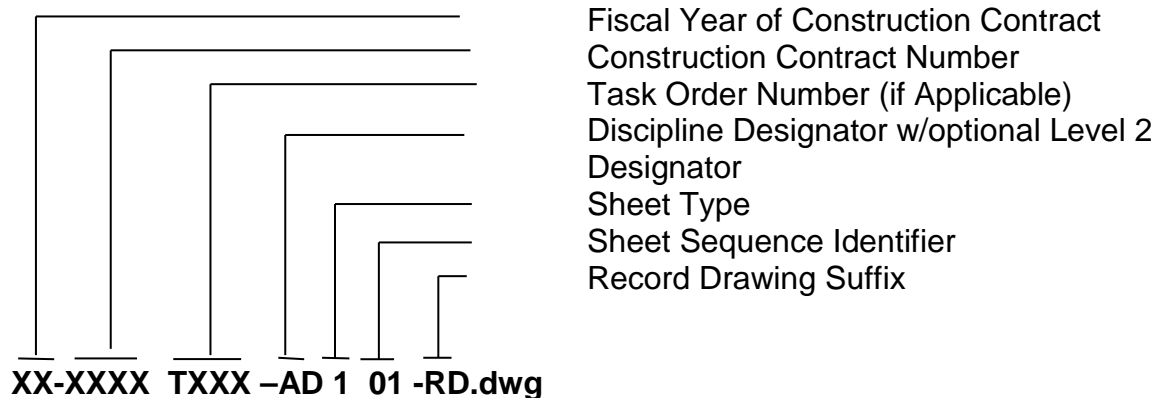 Fiscal Year of Construction Contract
Construction Contract Number
Task Order Number (if Applicable)
Discipline Designator w/optional Level 2
Designator
Sheet Type
Sheet Sequence Identifier
Record Drawing Suffix
XX-XXXX TXXX –AD 1 01 -RD.dwg